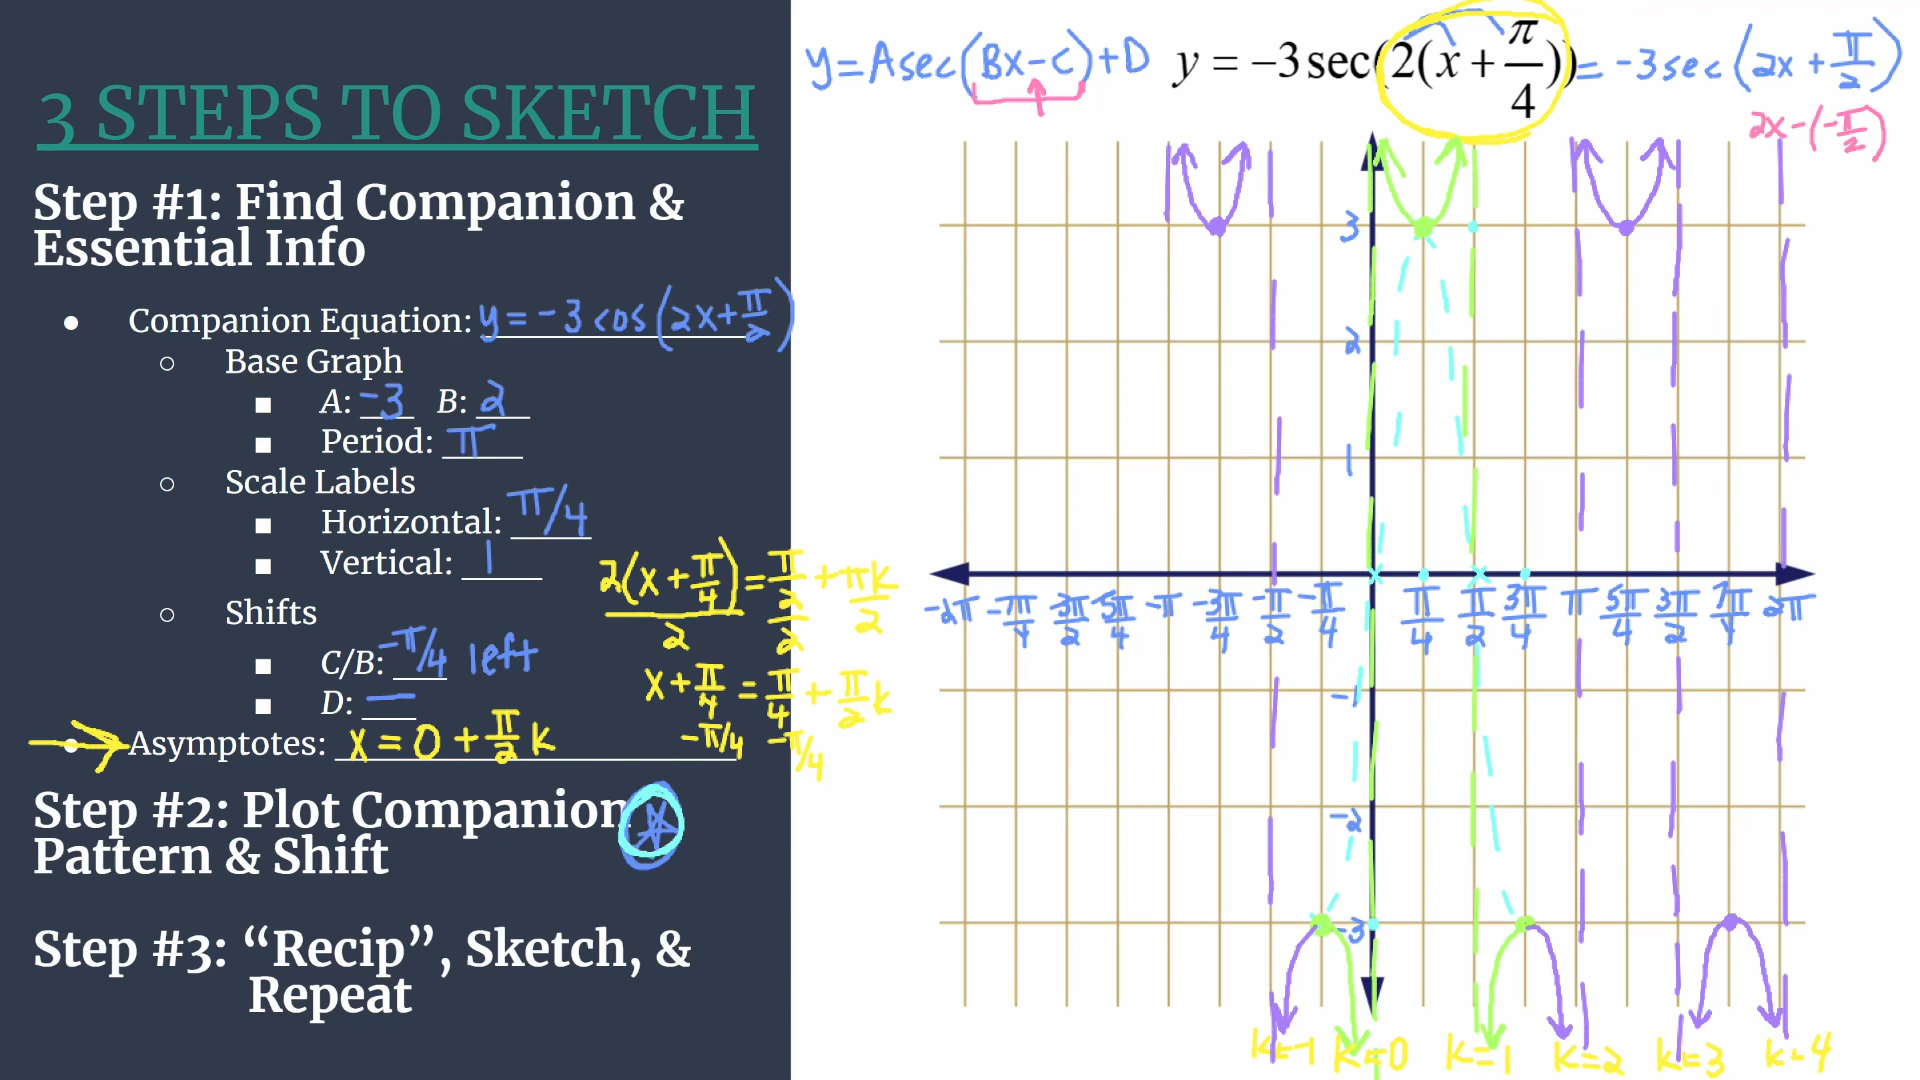 3 STEPS TO SKETCH
Step #1: Find Companion &
Essential Info
● Companion Equation: y = -3 cos(2x + π/2)
○ Base Graph
■ A: -3 B: 2
■ Period: π
○ Scale Labels
■ Horizontal: π/4
■ Vertical: 1
○ Shifts
■ C/B: -π/4 left
■ D: —
● Asymptotes: x = 0 + π/2 k
Step #2: Plot Companion
Pattern & Shift
Step #3: “Recip”, Sketch, &
Repeat
2(x + π/4) = π/2 + πk
2 2 2
x + π/4 = π/4 + π/2 k
-π/4 -π/4
y = A sec(Bx - C) + D
y = −3sec(2(x + π/4)) = -3sec(2x + π/2)
2x - (-π/2)
3
2
1
-2π -7π/4 -3π/2 -5π/4 -π -3π/4 -π/2 -π/4 π/4 π/2 3π/4 π 5π/4 3π/2 7π/4 2π
-1
-2
-3
k=-1 k=0 k=1 k=2 k=3 k=4